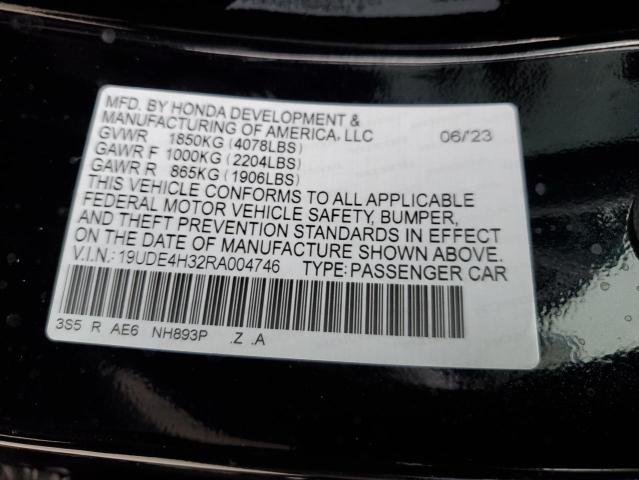 MFD. BY HONDA DEVELOPMENT &
MANUFACTURING OF AMERICA, LLC 06/'23
GVWR 1850KG (4078LBS)
GAWR F 1000KG (2204LBS)
GAWR R 865KG (1906LBS)
THIS VEHICLE CONFORMS TO ALL APPLICABLE
FEDERAL MOTOR VEHICLE SAFETY, BUMPER,
AND THEFT PREVENTION STANDARDS IN EFFECT
ON THE DATE OF MANUFACTURE SHOWN ABOVE.
V.I.N.: 19UDE4H32RA004746 TYPE: PASSENGER CAR
3S5 R AE6 NH893P .Z .A